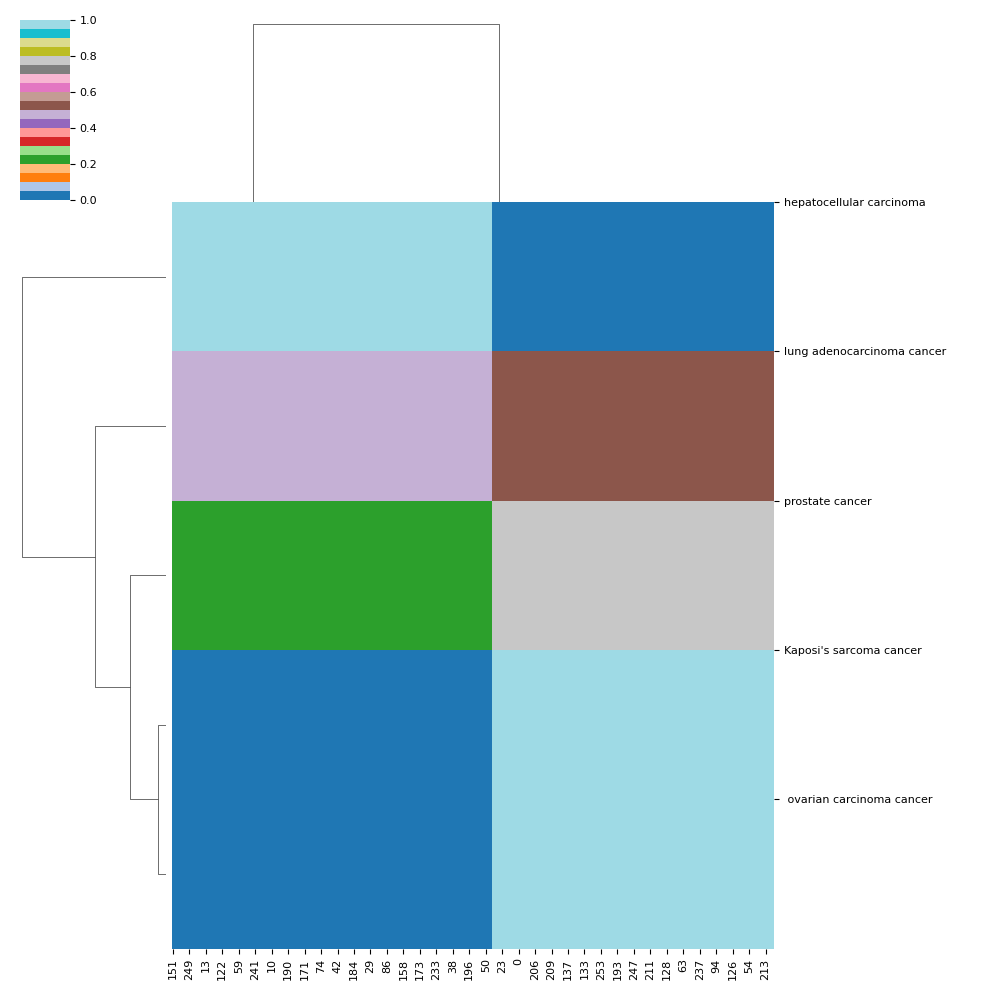 1.0
0.8
0.6
0.4
0.2
0.0
hepatocellular carcinoma
lung adenocarcinoma cancer
prostate cancer
Kaposi's sarcoma cancer
ovarian carcinoma cancer
151 249 13 122 59 241 10 190 171 74 42 184 29 86 158 173 233 38 196 50 23 0 206 209 137 133 253 193 247 211 128 63 237 94 126 54 213